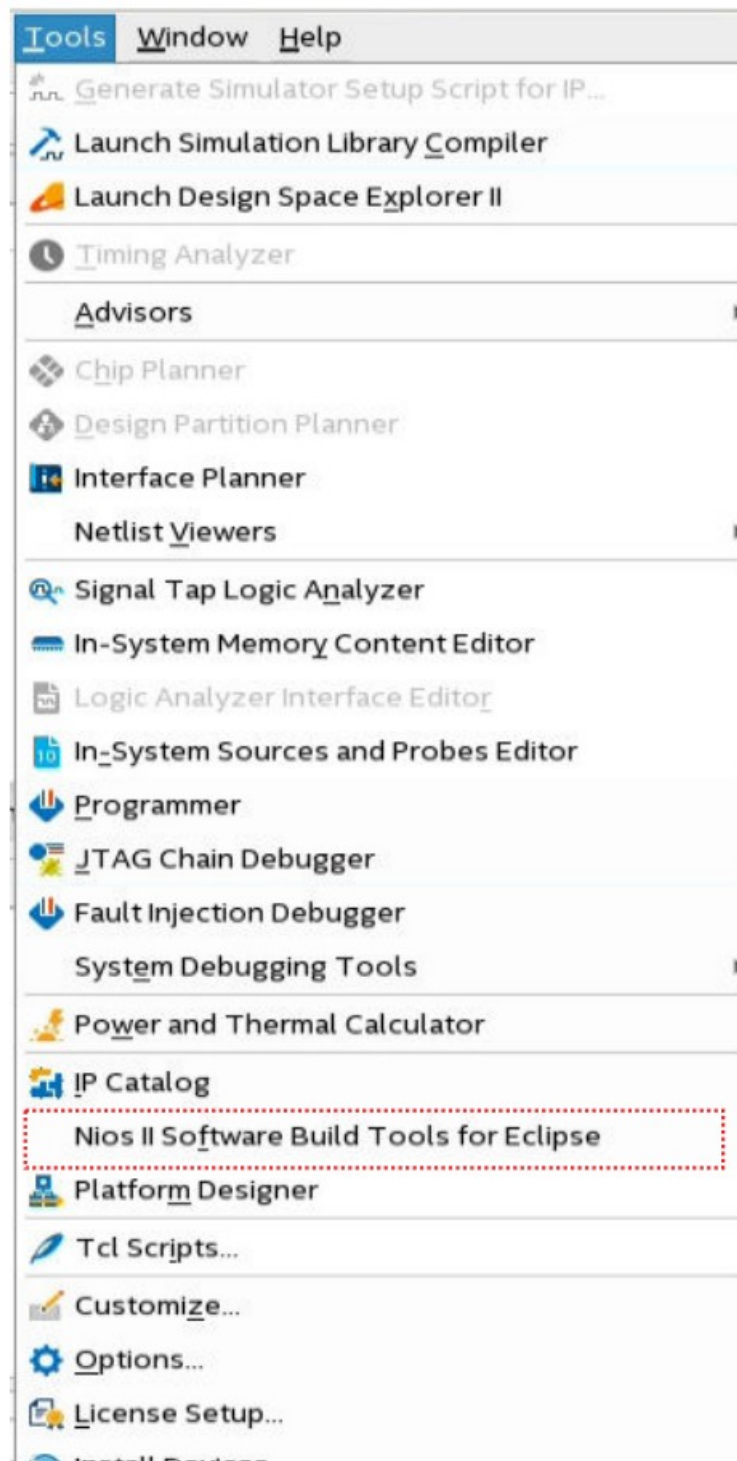 Tools Window Help
Generate Simulator Setup Script for IP...
Launch Simulation Library Compiler
Launch Design Space Explorer II
Timing Analyzer
Advisors
Chip Planner
Design Partition Planner
Interface Planner
Netlist Viewers
Signal Tap Logic Analyzer
In-System Memory Content Editor
Logic Analyzer Interface Editor
In-System Sources and Probes Editor
Programmer
JTAG Chain Debugger
Fault Injection Debugger
System Debugging Tools
Power and Thermal Calculator
IP Catalog
Nios II Software Build Tools for Eclipse
Platform Designer
Tcl Scripts...
Customize...
Options...
License Setup...